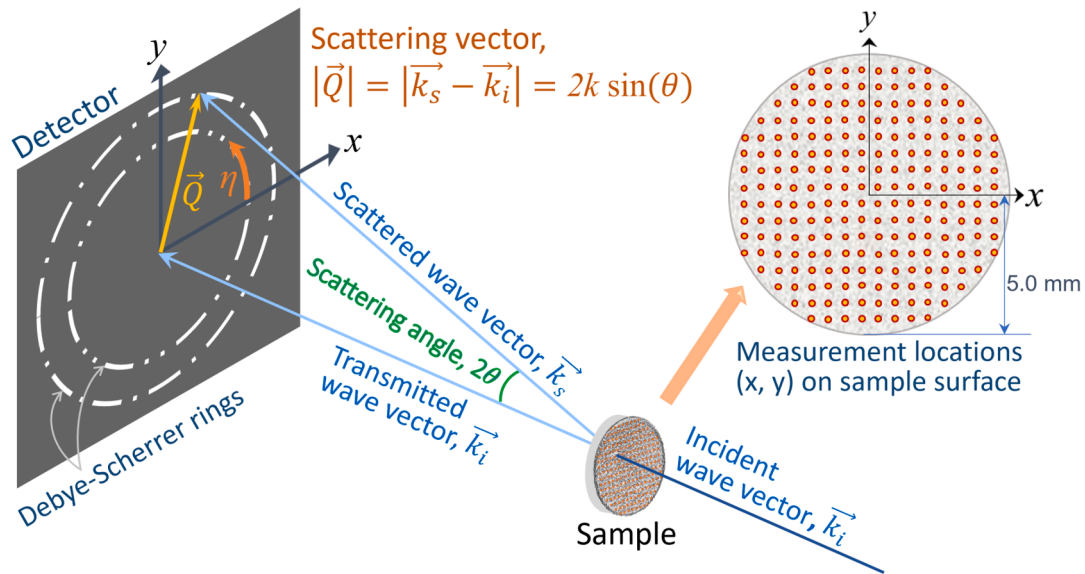 Detector
y
x
Scattering vector,
|Q⃗| = |k⃗ₛ − k⃗ᵢ| = 2k sin(θ)
Q⃗
η
Scattered wave vector, k⃗ₛ
Scattering angle, 2θ
Transmitted
wave vector, k⃗ᵢ
Debye-Scherrer rings
Incident
wave vector, k⃗ᵢ
Sample
y
x
5.0 mm
Measurement locations
(x, y) on sample surface